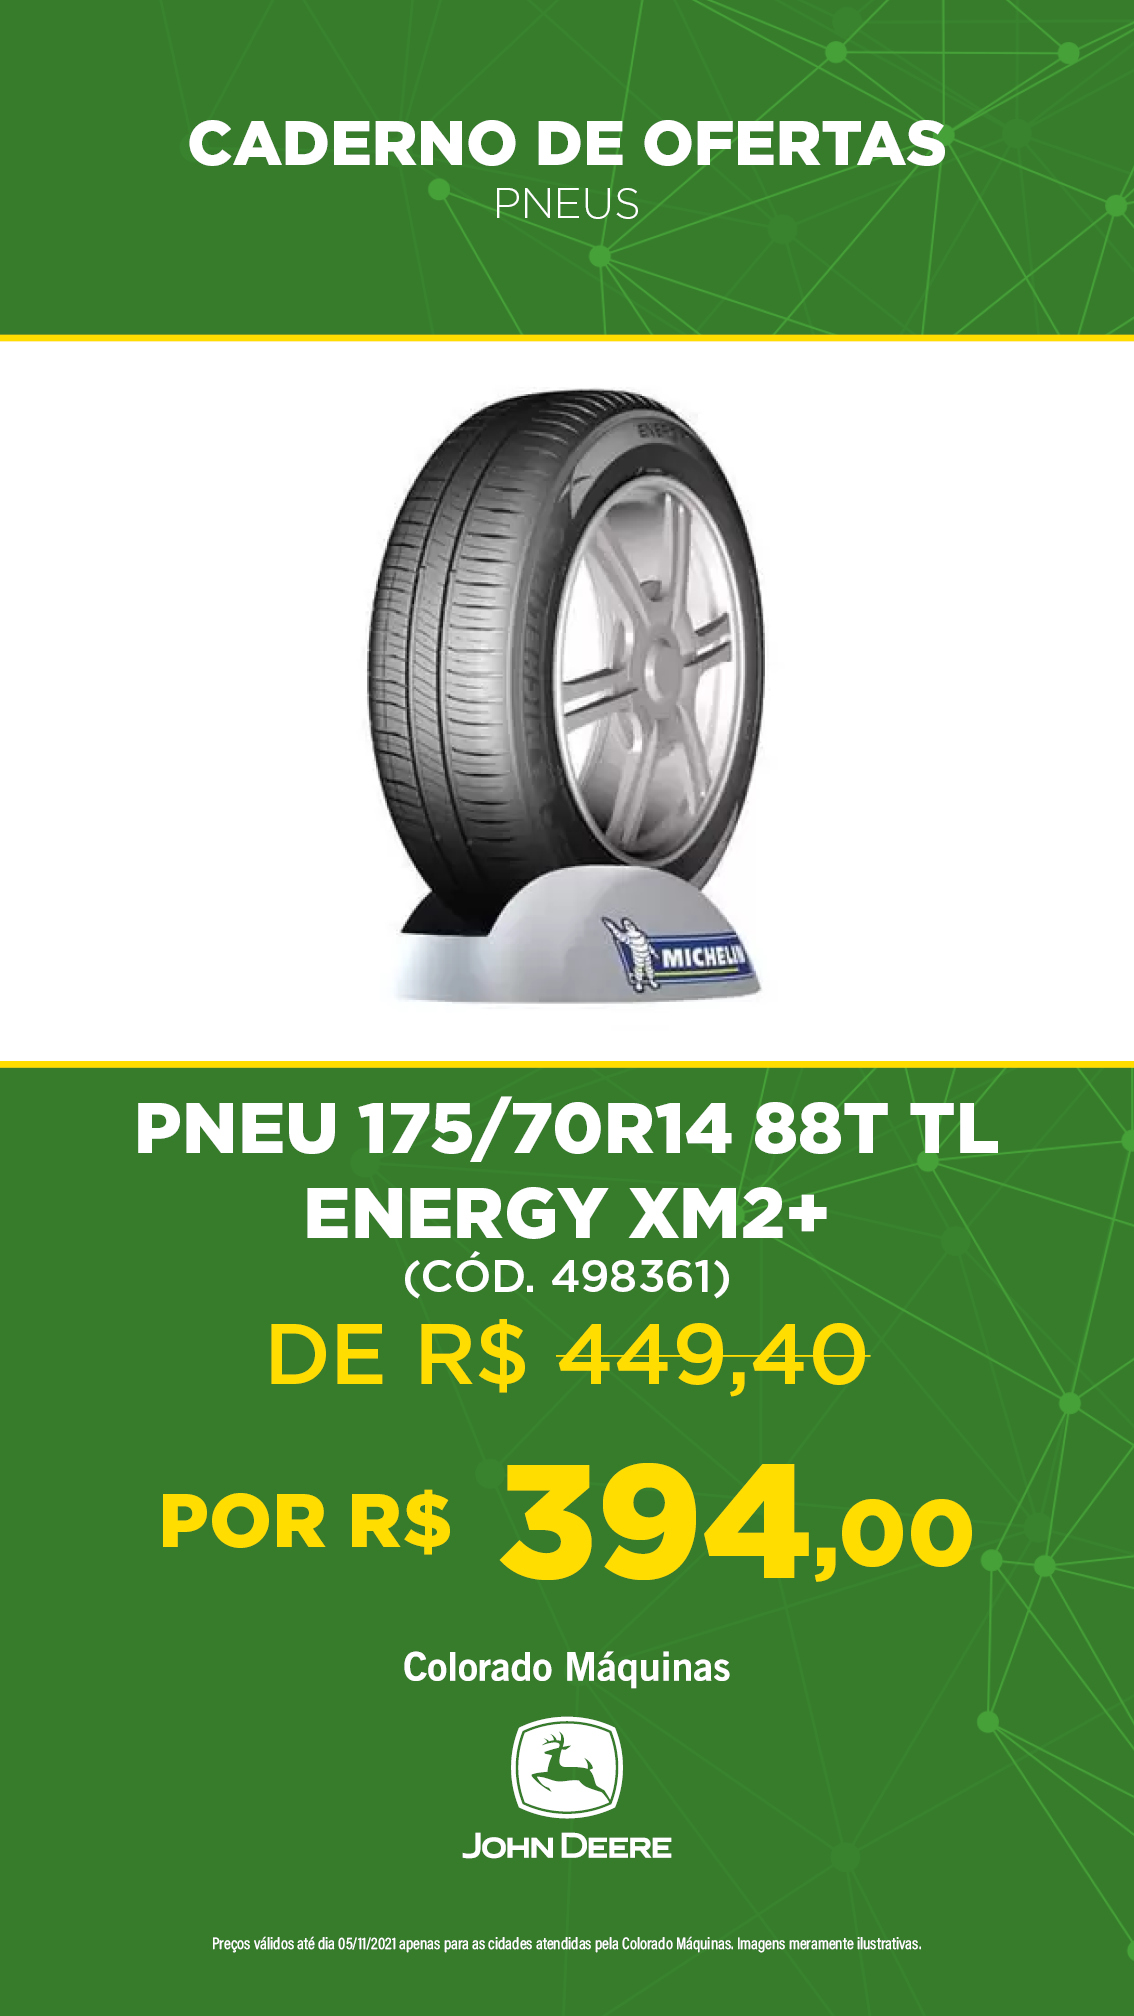 CADERNO DE OFERTAS
PNEUS
ENERGY
MICHELIN
MICHELIN
PNEU 175/70R14 88T TL
ENERGY XM2+
(CÓD. 498361)
DE R$ 449,40
POR R$ 394,00
Colorado Máquinas
JOHN DEERE
Preços válidos até dia 05/11/2021 apenas para as cidades atendidas pela Colorado Máquinas. Imagens meramente ilustrativas.